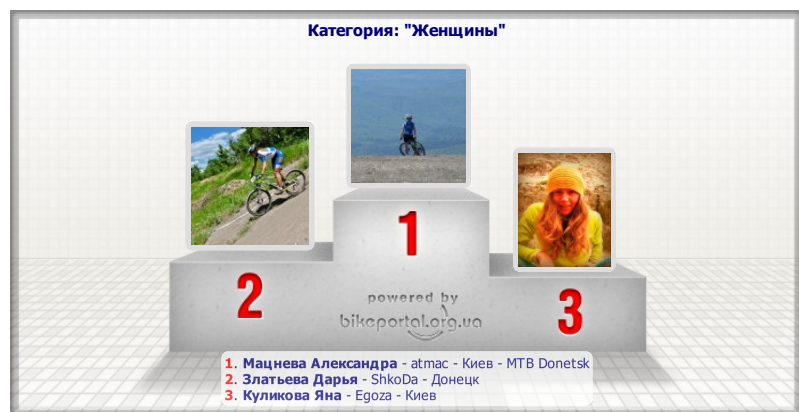 Категория: "Женщины"
1
2
3
powered by
bikeportal.org.ua
1. Мацнева Александра - atmac - Киев - MTB Donetsk
2. Златьева Дарья - ShkoDa - Донецк
3. Куликова Яна - Egoza - Киев